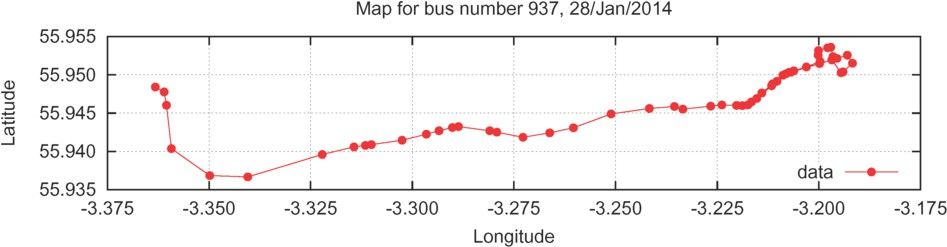 Map for bus number 937, 28/Jan/2014
55.955
55.950
55.945
55.940
55.935
Latitude
data
-3.375 -3.350 -3.325 -3.300 -3.275 -3.250 -3.225 -3.200 -3.175
Longitude